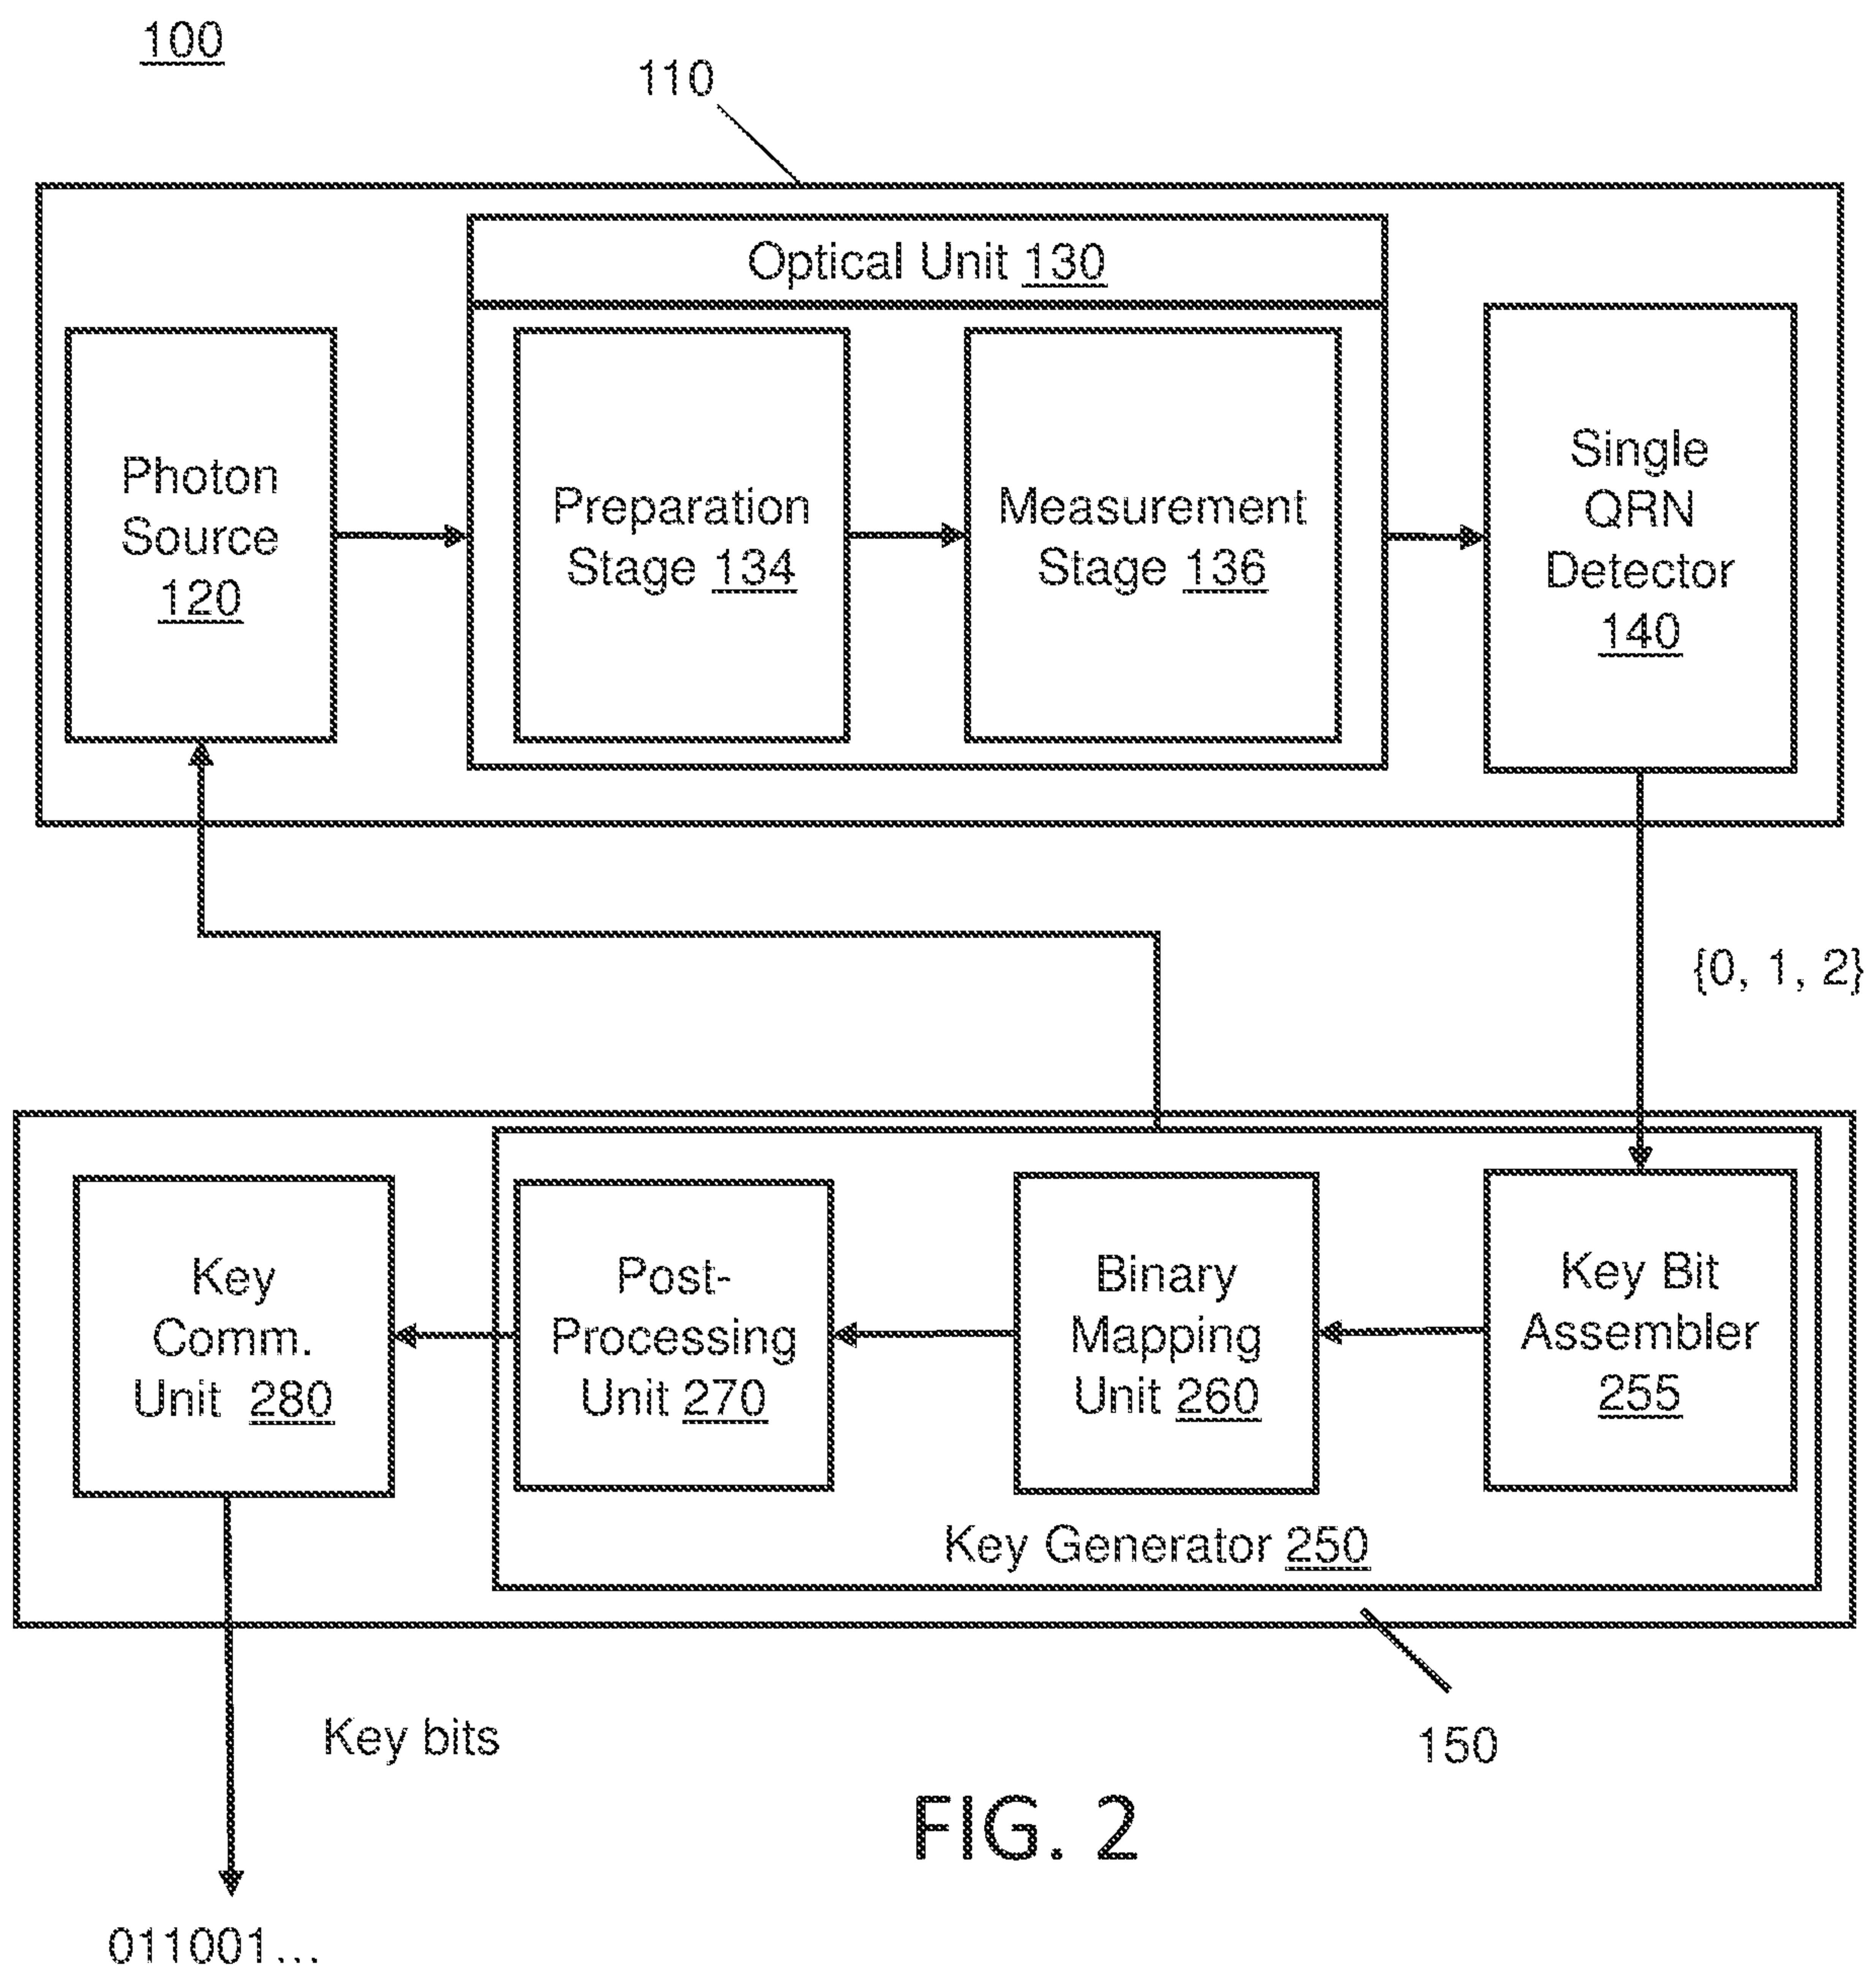 100
110
Optical Unit 130
Photon
Source
120
Preparation
Stage 134
Measurement
Stage 136
Single
QRN
Detector
140
{0, 1, 2}
Key
Comm.
Unit 280
Post-
Processing
Unit 270
Binary
Mapping
Unit 260
Key Bit
Assembler
255
Key Generator 250
150
Key bits
FIG. 2
011001...